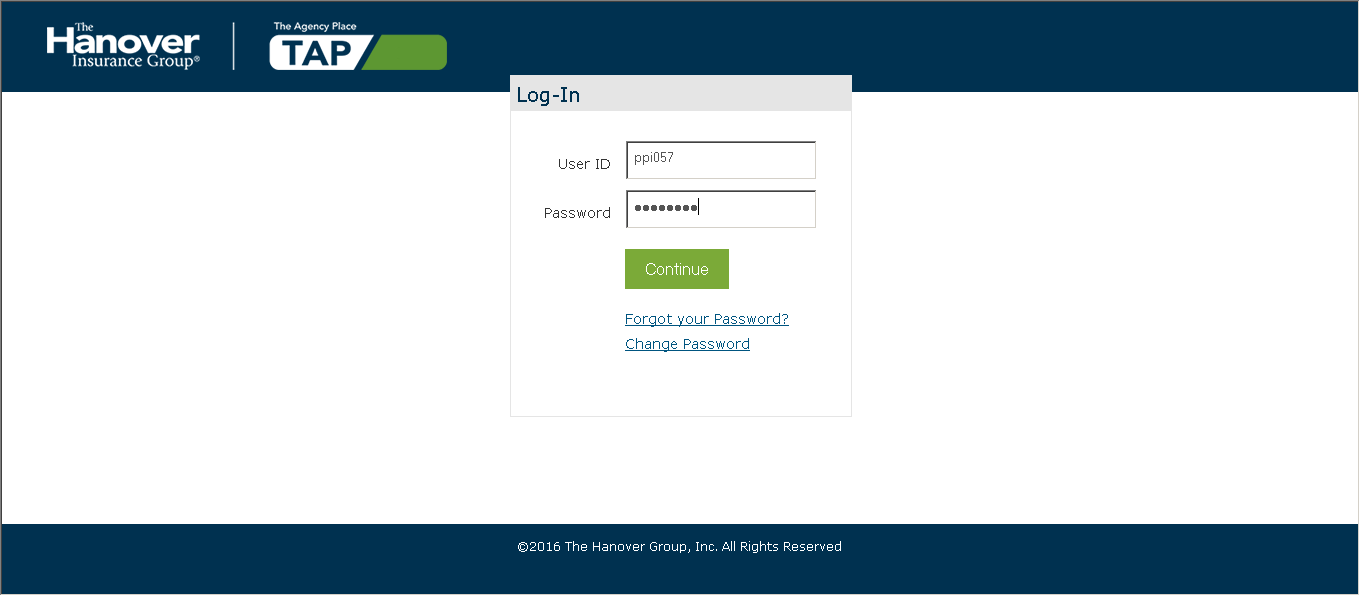 The
Hanover
Insurance Group®
The Agency Place
TAP
Log-In
User ID
ppi057
Password
••••••••
Continue
Forgot your Password?
Change Password
©2016 The Hanover Group, Inc. All Rights Reserved